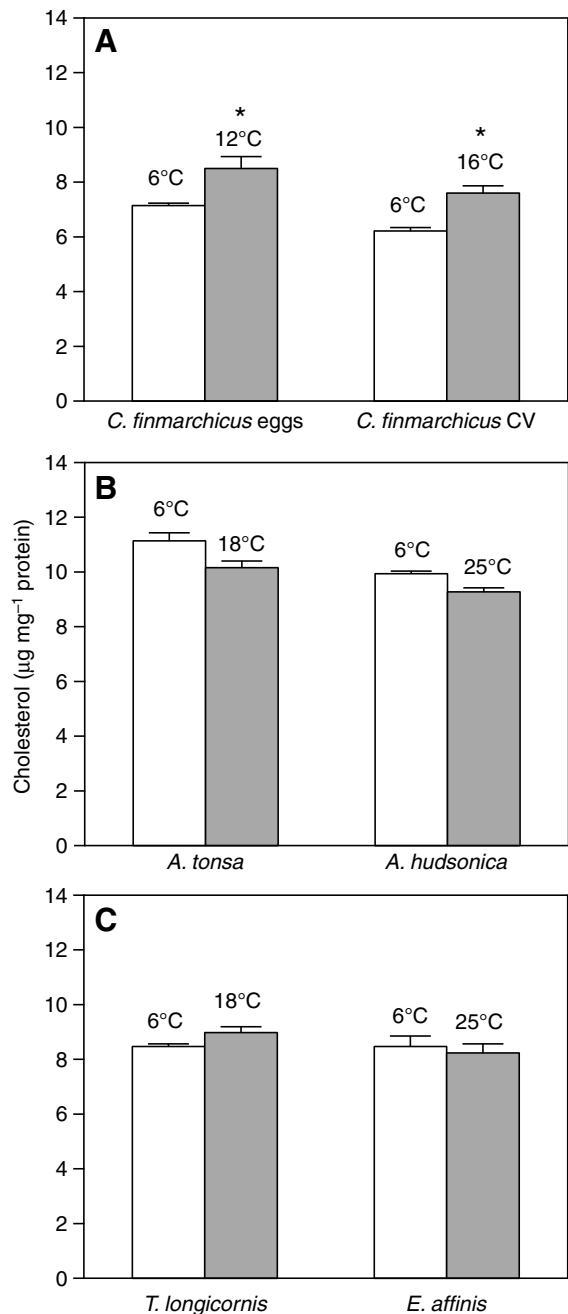 14
A
12
*
10
12°C
*
16°C
8
6°C
6°C
6
4
2
0
C. finmarchicus eggs
C. finmarchicus CV
14
B
12
6°C
18°C
6°C
25°C
10
8
6
4
2
0
Cholesterol (µg mg⁻¹ protein)
A. tonsa
A. hudsonica
14
C
12
10
6°C
18°C
6°C
25°C
8
6
4
2
0
T. longicornis
E. affinis